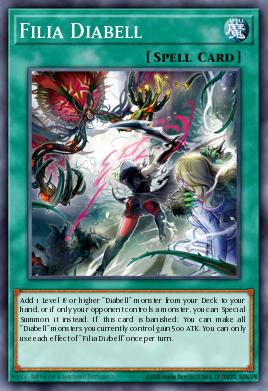 Filia Diabell
魔
[Spell Card]
Add 1 Level 8 or higher "Diabell" monster from your Deck to your
hand, or if only your opponent controls a monster, you can Special
Summon it instead. If this card is banished: You can make all
"Diabell" monsters you currently control gain 500 ATK. You can only
use each effect of "Filia Diabell" once per turn.